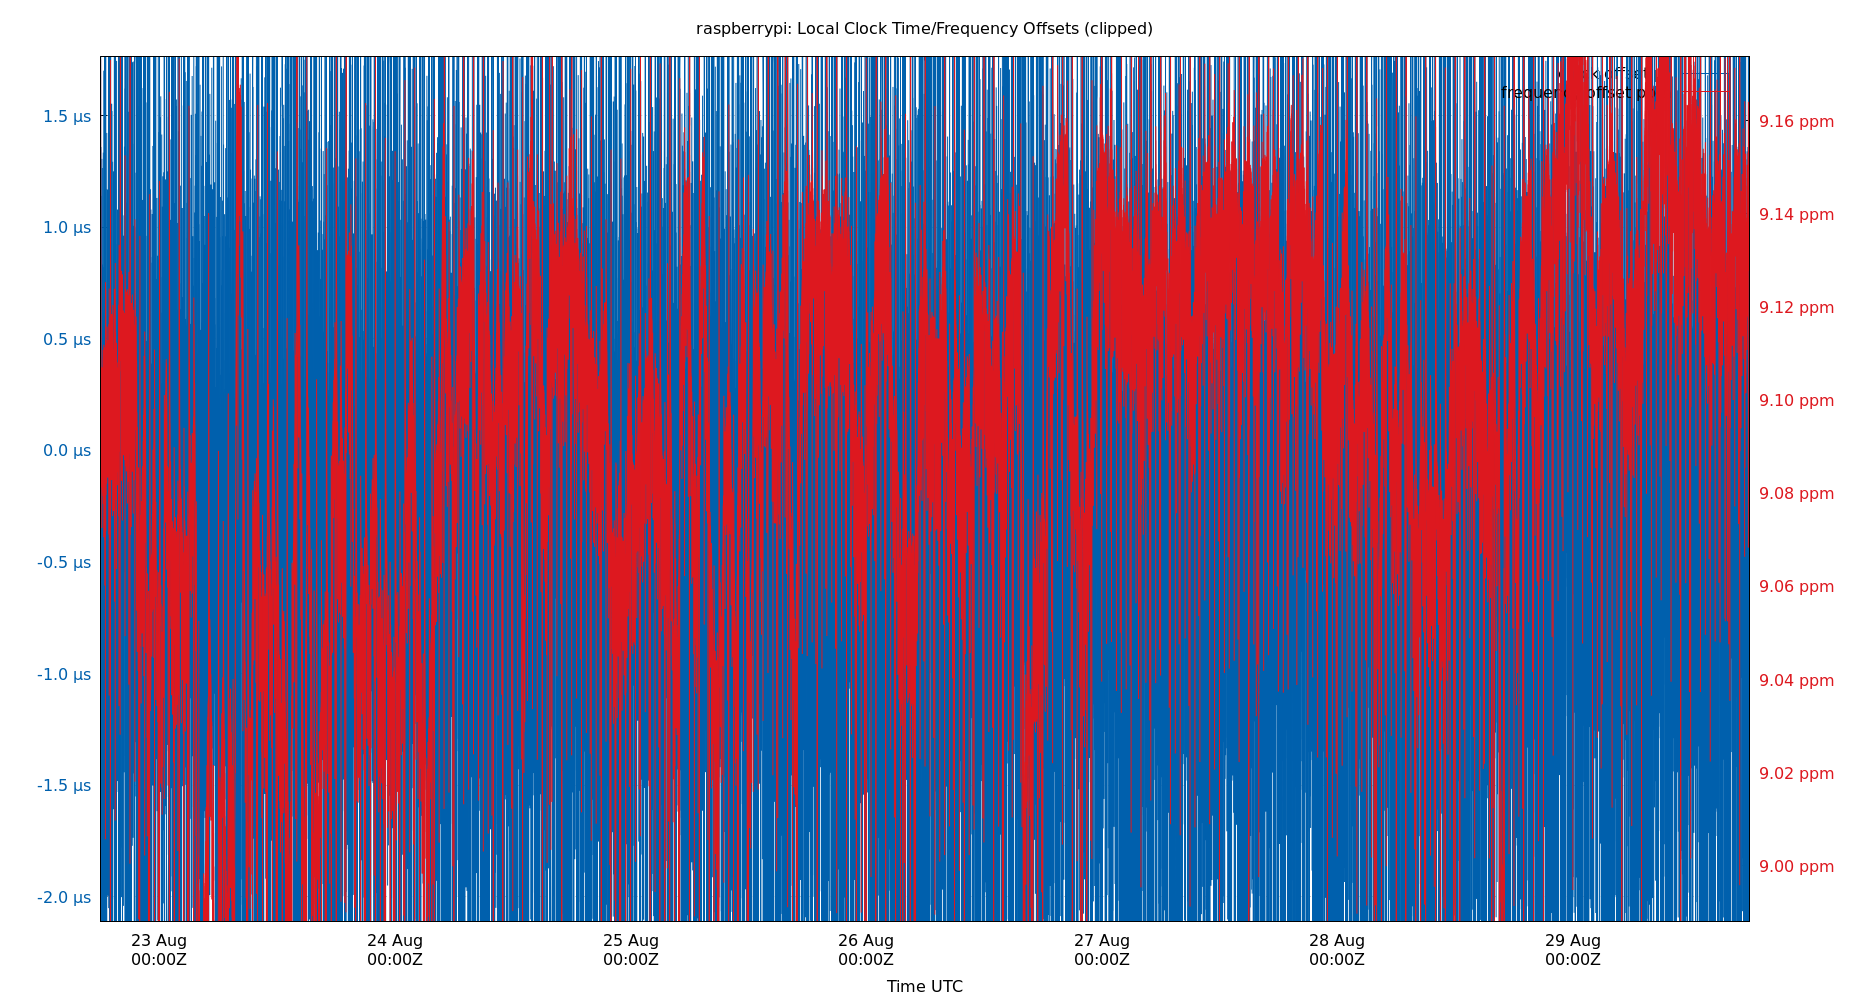 raspberrypi: Local Clock Time/Frequency Offsets (clipped)
offset
frequency offset
1.5 µs
1.0 µs
0.5 µs
0.0 µs
-0.5 µs
-1.0 µs
-1.5 µs
-2.0 µs
9.16 ppm
9.14 ppm
9.12 ppm
9.10 ppm
9.08 ppm
9.06 ppm
9.04 ppm
9.02 ppm
9.00 ppm
23 Aug 24 Aug 25 Aug 26 Aug 27 Aug 28 Aug 29 Aug
00:00Z 00:00Z 00:00Z 00:00Z 00:00Z 00:00Z 00:00Z
Time UTC